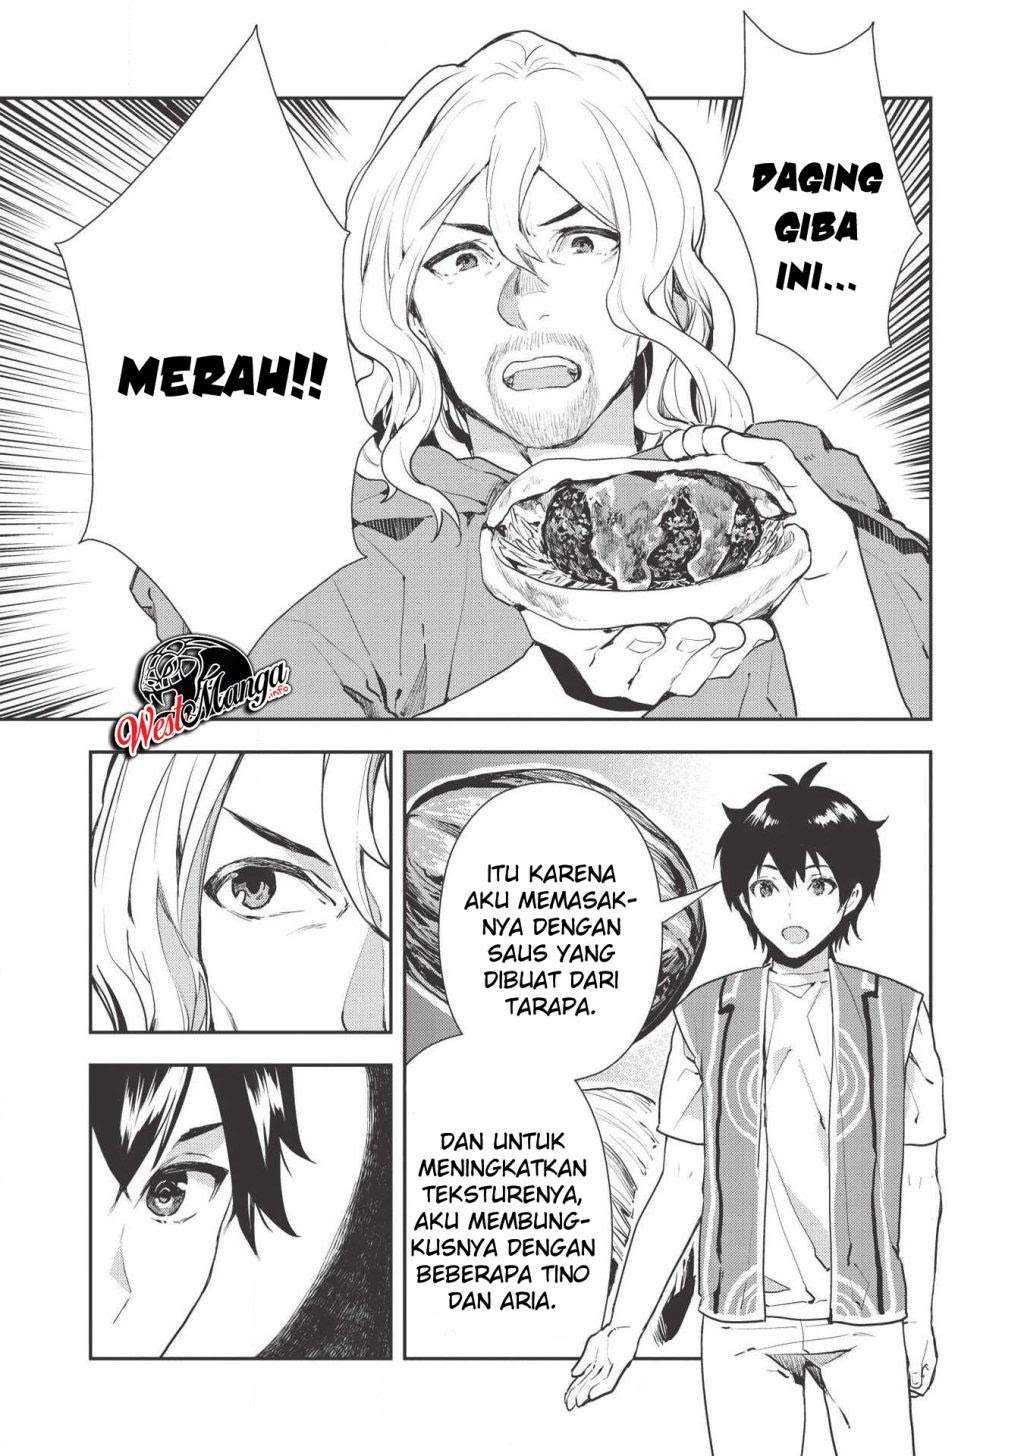 DAGING
GIBA
INI...
MERAH!!
WestManga
.info
ITU KARENA
AKU MEMASAK-
NYA DENGAN
SAUS YANG
DIBUAT DARI
TARAPA.
DAN UNTUK
MENINGKATKAN
TEKSTURENYA,
AKU MEMBUNG-
KUSNYA DENGAN
BEBERAPA TINO
DAN ARIA.